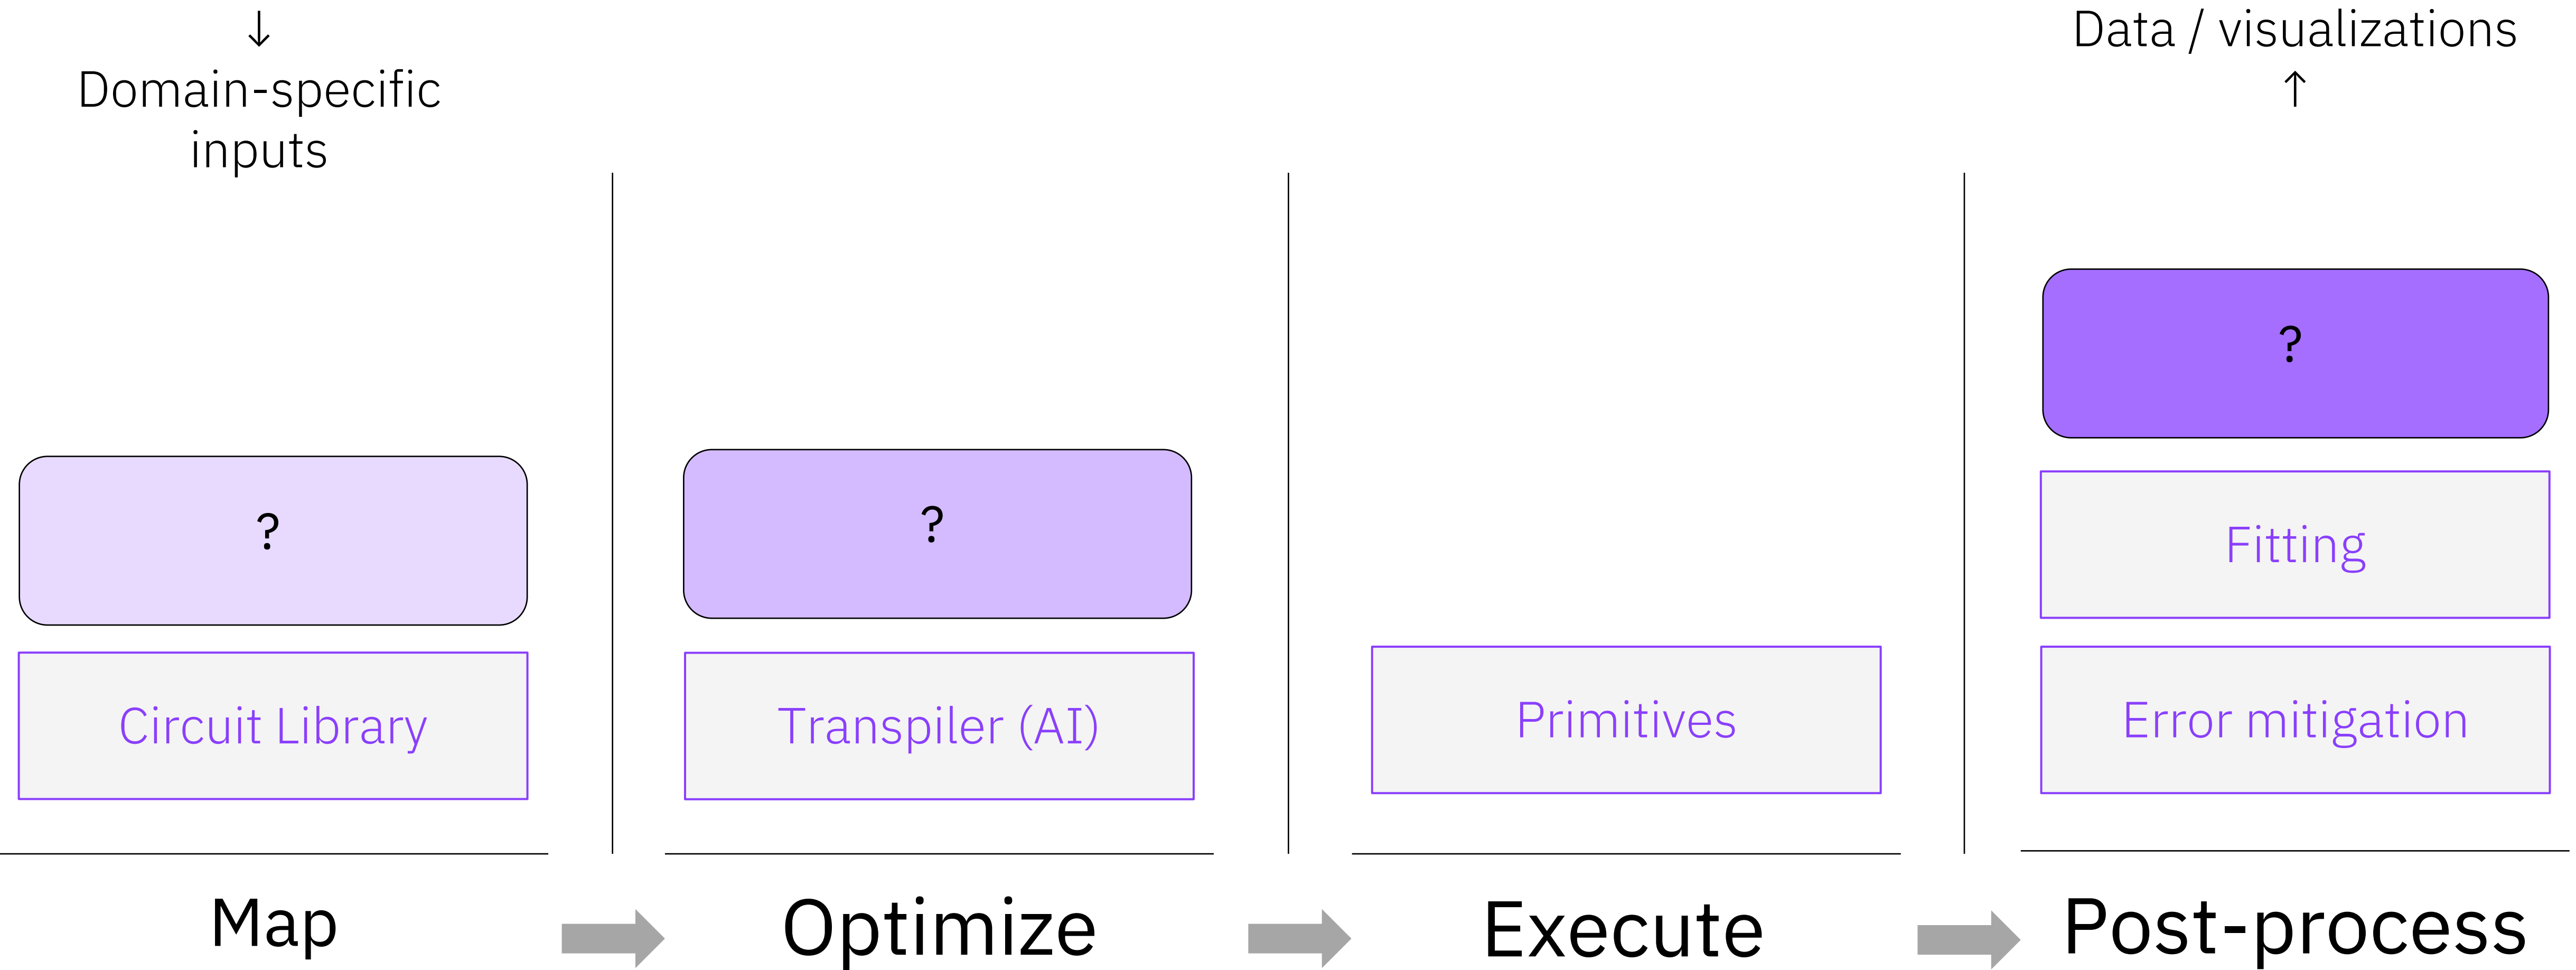 ↓
Domain-specific
inputs
Data / visualizations
↑
?
Circuit Library
?
Transpiler (AI)
Primitives
?
Fitting
Error mitigation
Map
Optimize
Execute
Post-process